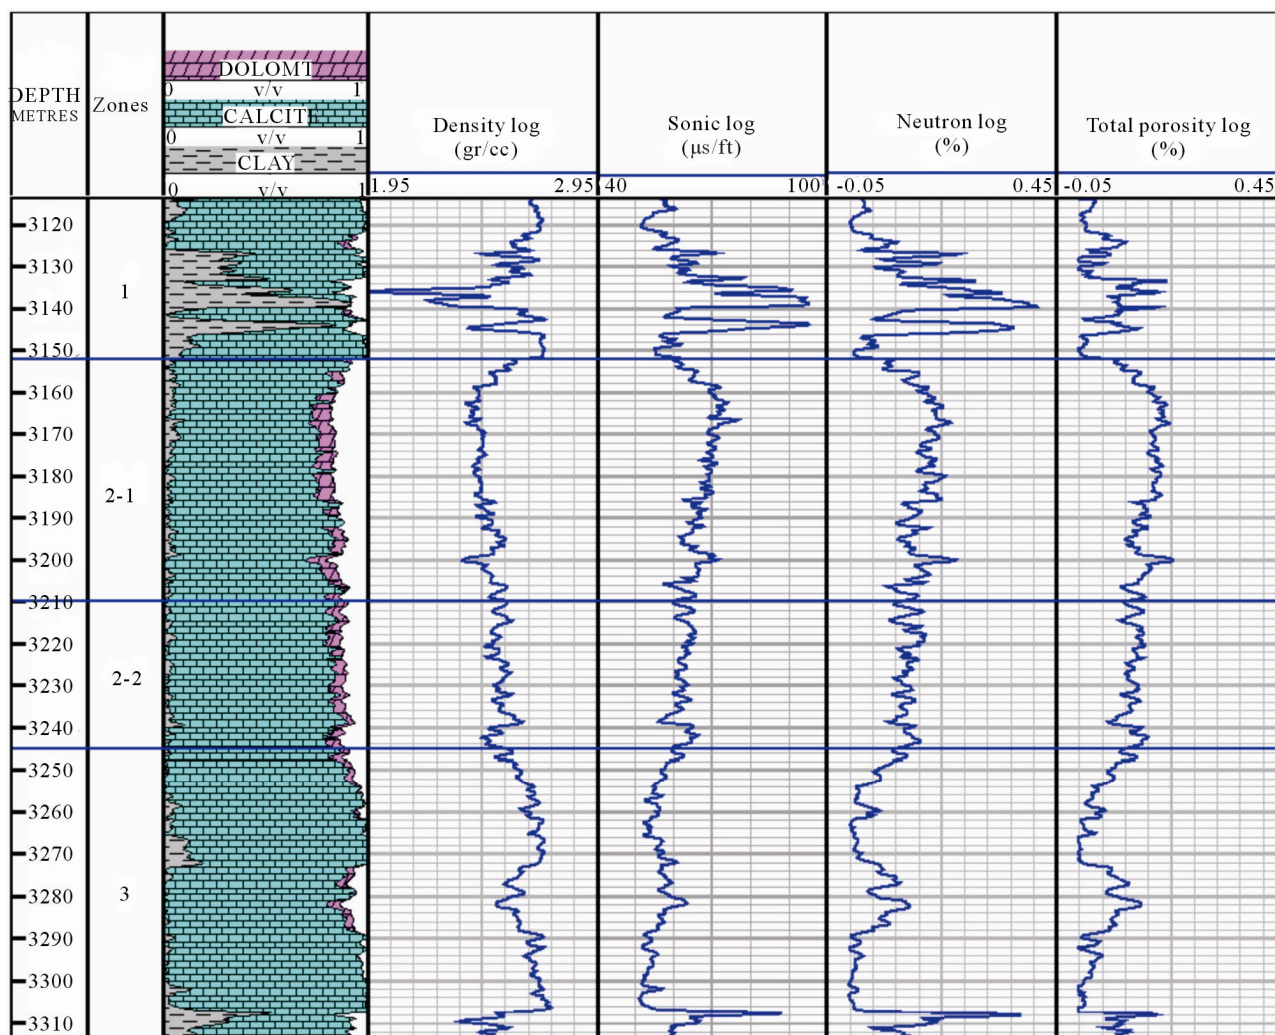 DEPTH
METRES
Zones
DOLOMT
0 v/v 1
CALCITE
0 v/v 1
CLAY
0 v/v 1
Density log
(gr/cc)
1.95 2.95
Sonic log
(μs/ft)
40 100
Neutron log
(%)
-0.05 0.45
Total porosity log
(%)
-0.05 0.45
3120
3130
1
3140
3150
3160
3170
3180
2-1
3190
3200
3210
3220
2-2
3230
3240
3250
3260
3270
3280
3
3290
3300
3310